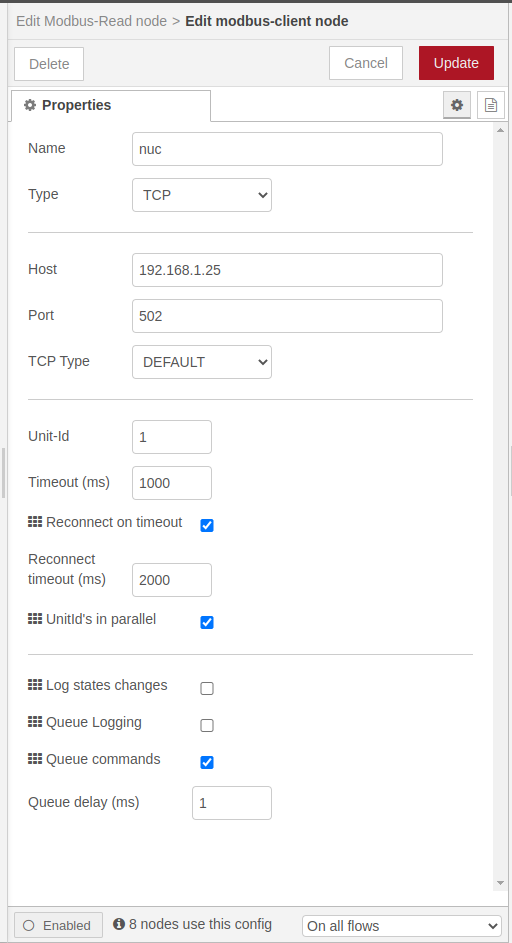 Edit Modbus-Read node > Edit modbus-client node
Delete Cancel Update
Properties
Name nuc
Type TCP
Host 192.168.1.25
Port 502
TCP Type DEFAULT
Unit-Id 1
Timeout (ms) 1000
Reconnect on timeout
Reconnect
timeout (ms) 2000
UnitId's in parallel
Log states changes
Queue Logging
Queue commands
Queue delay (ms) 1
Enabled 8 nodes use this config On all flows